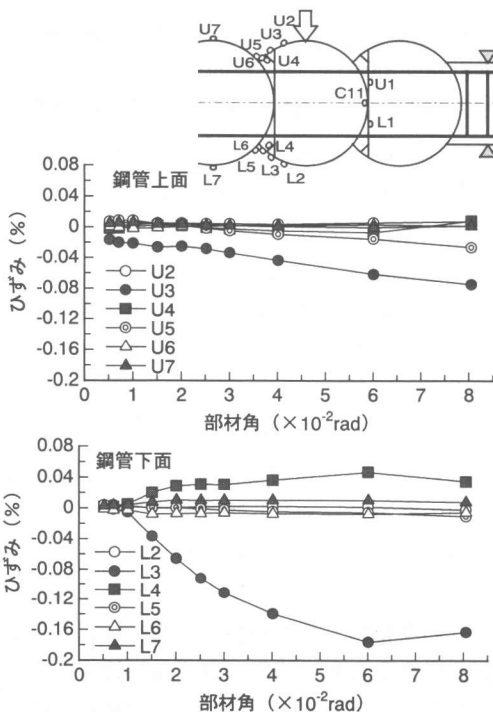 U7
U2
U3
U5
U6
U4
C11
U1
L1
L6
L4
L5
L3
L7
L2
0.08
0.04
0
-0.04
-0.08
-0.12
-0.16
-0.2
ひずみ (%)
鋼管上面
U2
U3
U4
U5
U6
U7
0 1 2 3 4 5 6 7 8
部材角 (×10-2rad)
0.08
0.04
0
-0.04
-0.08
-0.12
-0.16
-0.2
ひずみ (%)
鋼管下面
L2
L3
L4
L5
L6
L7
0 1 2 3 4 5 6 7 8
部材角 (×10-2rad)